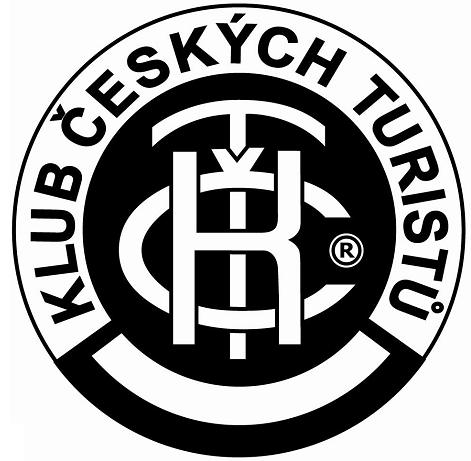 KLUB ČESKÝCH TURISTŮ
KČT
®